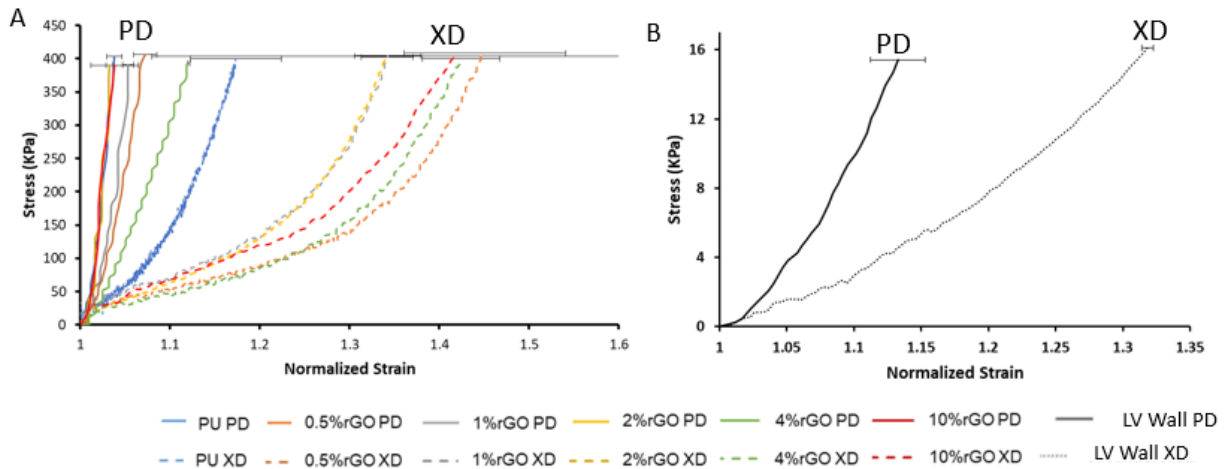 A
PD
XD
450
400
350
300
250
200
150
100
50
0
Stress (KPa)
1 1.1 1.2 1.3 1.4 1.5 1.6
Normalized Strain
B
PD
XD
16
12
8
4
0
Stress (KPa)
1 1.05 1.1 1.15 1.2 1.25 1.3 1.35
Normalized Strain
PU PD 0.5%rGO PD 1%rGO PD 2%rGO PD 4%rGO PD 10%rGO PD LV Wall PD
PU XD 0.5%rGO XD 1%rGO XD 2%rGO XD 4%rGO XD 10%rGO XD LV Wall XD